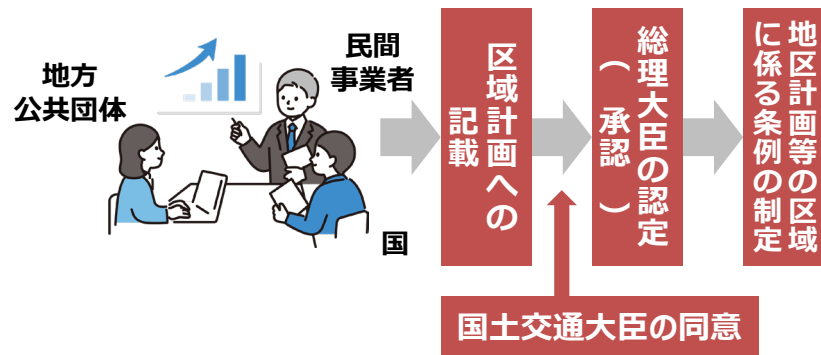 地方
公共団体
民間
事業者
国
区域計画への
記載
総理大臣の認定
（承認）
地区計画等の区域
に係る条例の制定
国土交通大臣の同意